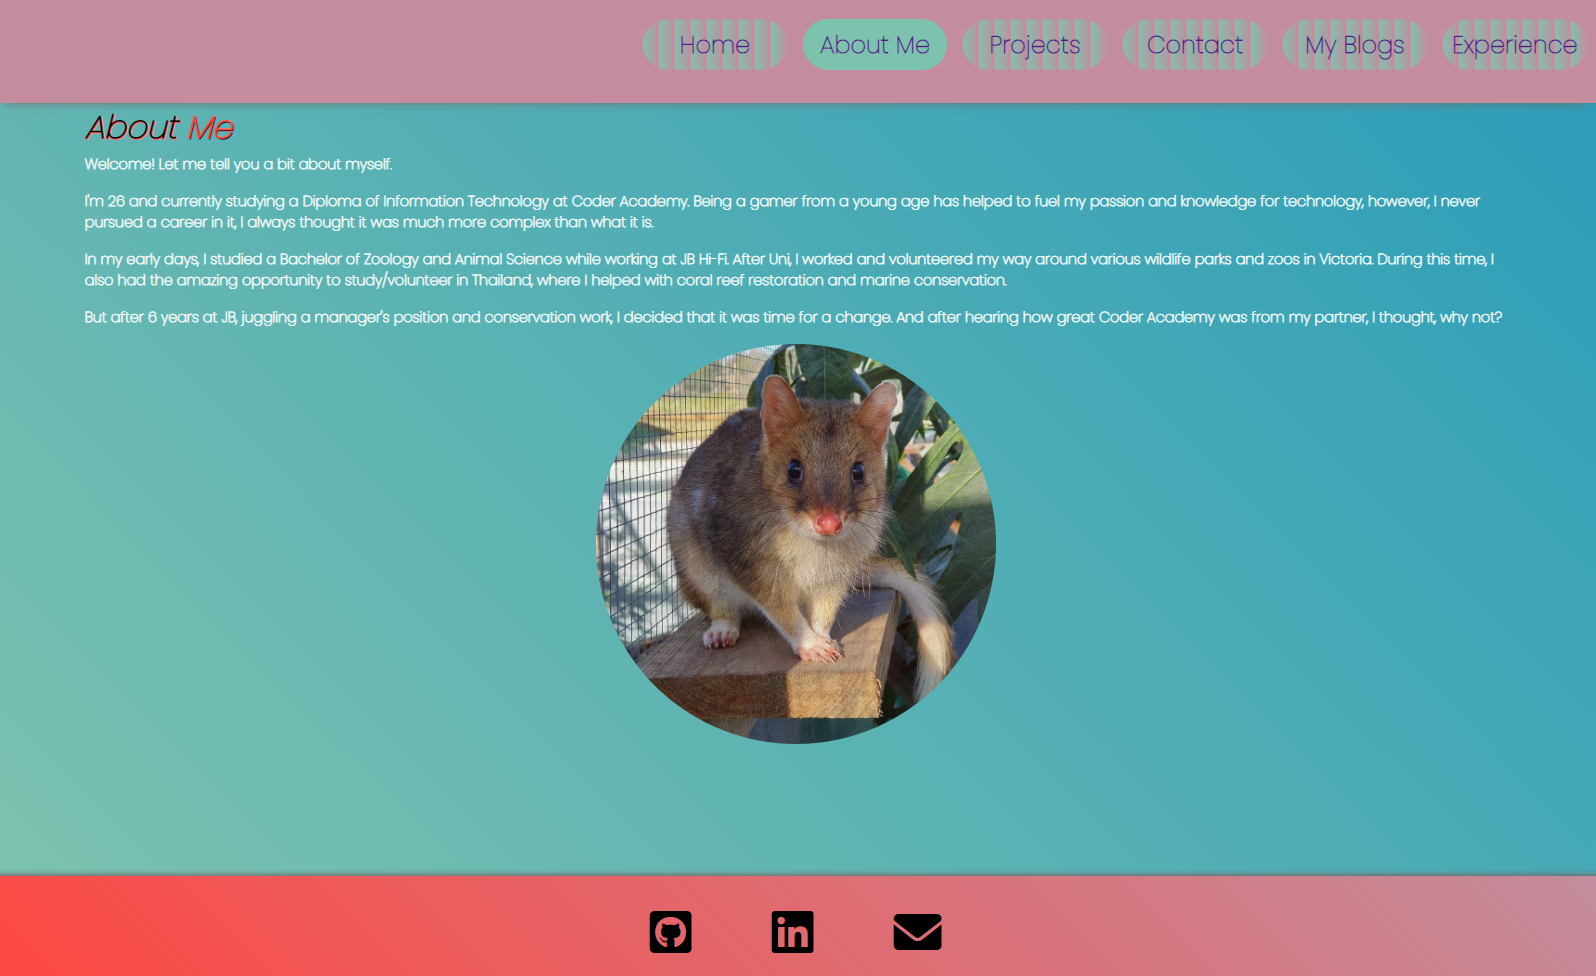 Home About Me Projects Contact My Blogs Experience
About Me
Welcome! Let me tell you a bit about myself.
I'm 26 and currently studying a Diploma of Information Technology at Coder Academy. Being a gamer from a young age has helped to fuel my passion and knowledge for technology, however, I never
pursued a career in it, I always thought it was much more complex than what it is.
In my early days, I studied a Bachelor of Zoology and Animal Science while working at JB Hi-Fi. After Uni, I worked and volunteered my way around various wildlife parks and zoos in Victoria. During this time, I
also had the amazing opportunity to study/volunteer in Thailand, where I helped with coral reef restoration and marine conservation.
But after 6 years at JB, juggling a manager's position and conservation work, I decided that it was time for a change. And after hearing how great Coder Academy was from my partner, I thought, why not?
in